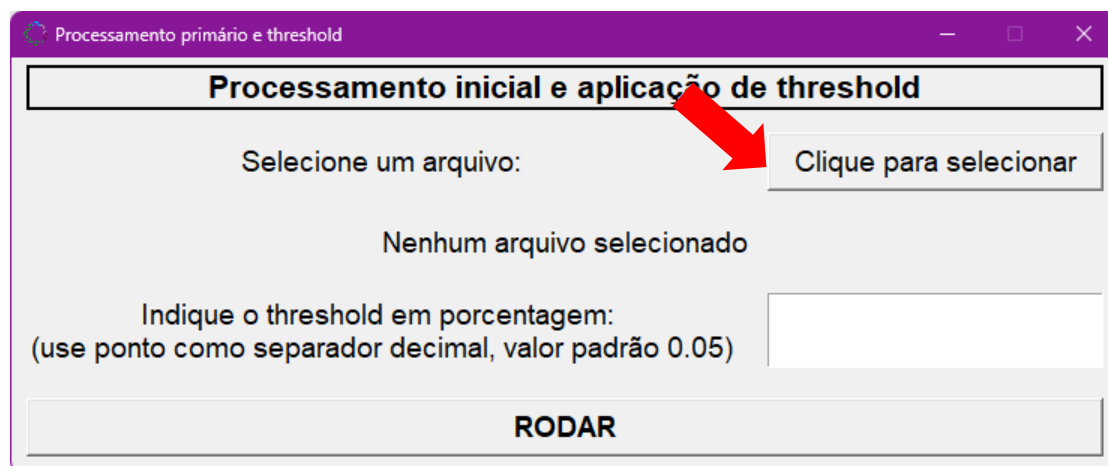 Processamento primário e threshold
Processamento inicial e aplicação de threshold
Selecione um arquivo:
Clique para selecionar
Nenhum arquivo selecionado
Indique o threshold em porcentagem:
(use ponto como separador decimal, valor padrão 0.05)
RODAR